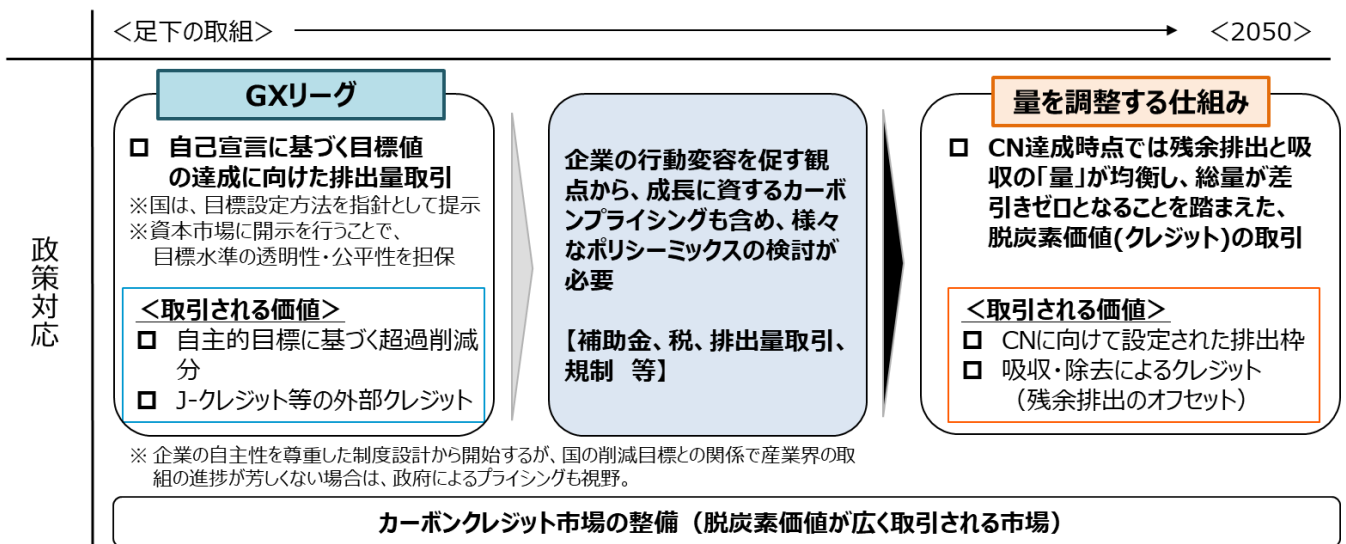 ＜足下の取組＞
＜2050＞
政策対応
GXリーグ
□ 自己宣言に基づく目標値
の達成に向けた排出量取引
※国は、目標設定方法を指針として提示
※資本市場に開示を行うことで、
目標水準の透明性・公平性を担保
＜取引される価値＞
□ 自主的目標に基づく超過削減
分
□ J-クレジット等の外部クレジット
企業の行動変容を促す観
点から、成長に資するカーボ
ンプライシングも含め、様々
なポリシーミックスの検討が
必要
【補助金、税、排出量取引、
規制 等】
量を調整する仕組み
□ CN達成時点では残余排出と吸
収の「量」が均衡し、総量が差
引きゼロとなることを踏まえた、
脱炭素価値(クレジット)の取引
＜取引される価値＞
□ CNに向けて設定された排出枠
□ 吸収・除去によるクレジット
（残余排出のオフセット）
※ 企業の自主性を尊重した制度設計から開始するが、国の削減目標との関係で産業界の取
組の進捗が芳しくない場合は、政府によるプライシングも視野。
カーボンクレジット市場の整備（脱炭素価値が広く取引される市場）